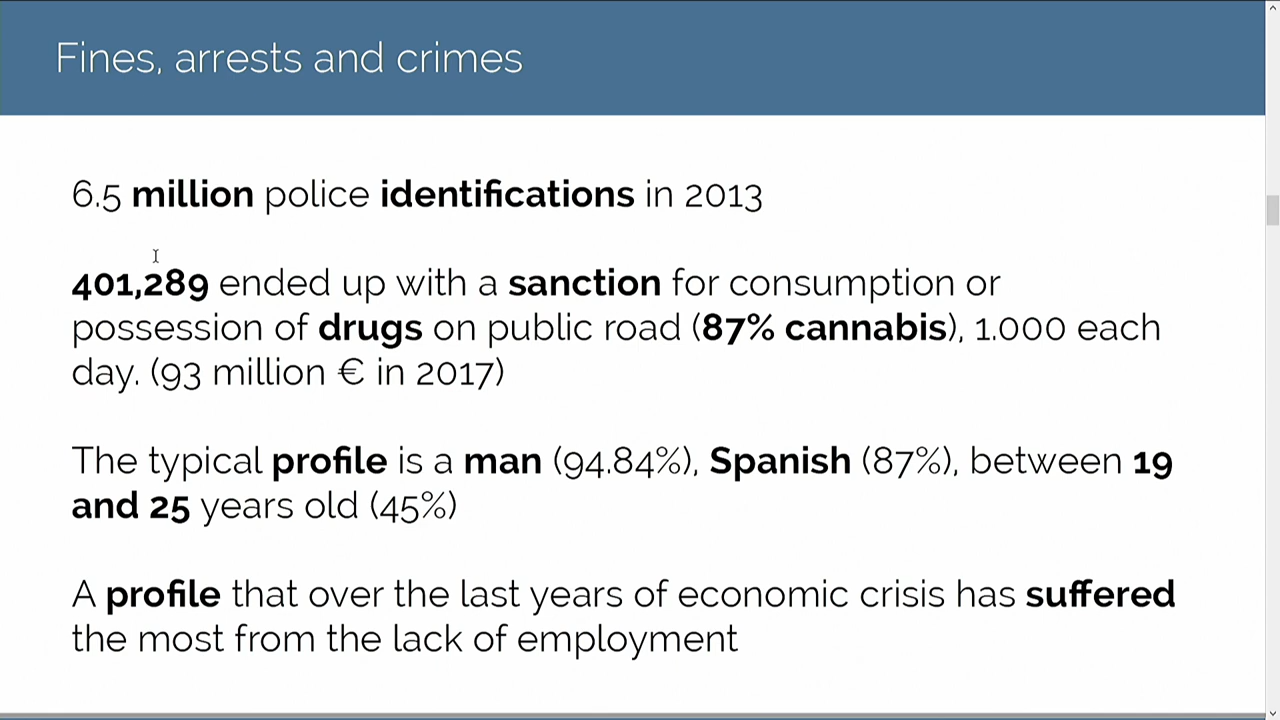 Fines, arrests and crimes
6.5 million police identifications in 2013
401,289 ended up with a sanction for consumption or
possession of drugs on public road (87% cannabis), 1.000 each
day. (93 million € in 2017)
The typical profile is a man (94.84%), Spanish (87%), between 19
and 25 years old (45%)
A profile that over the last years of economic crisis has suffered
the most from the lack of employment